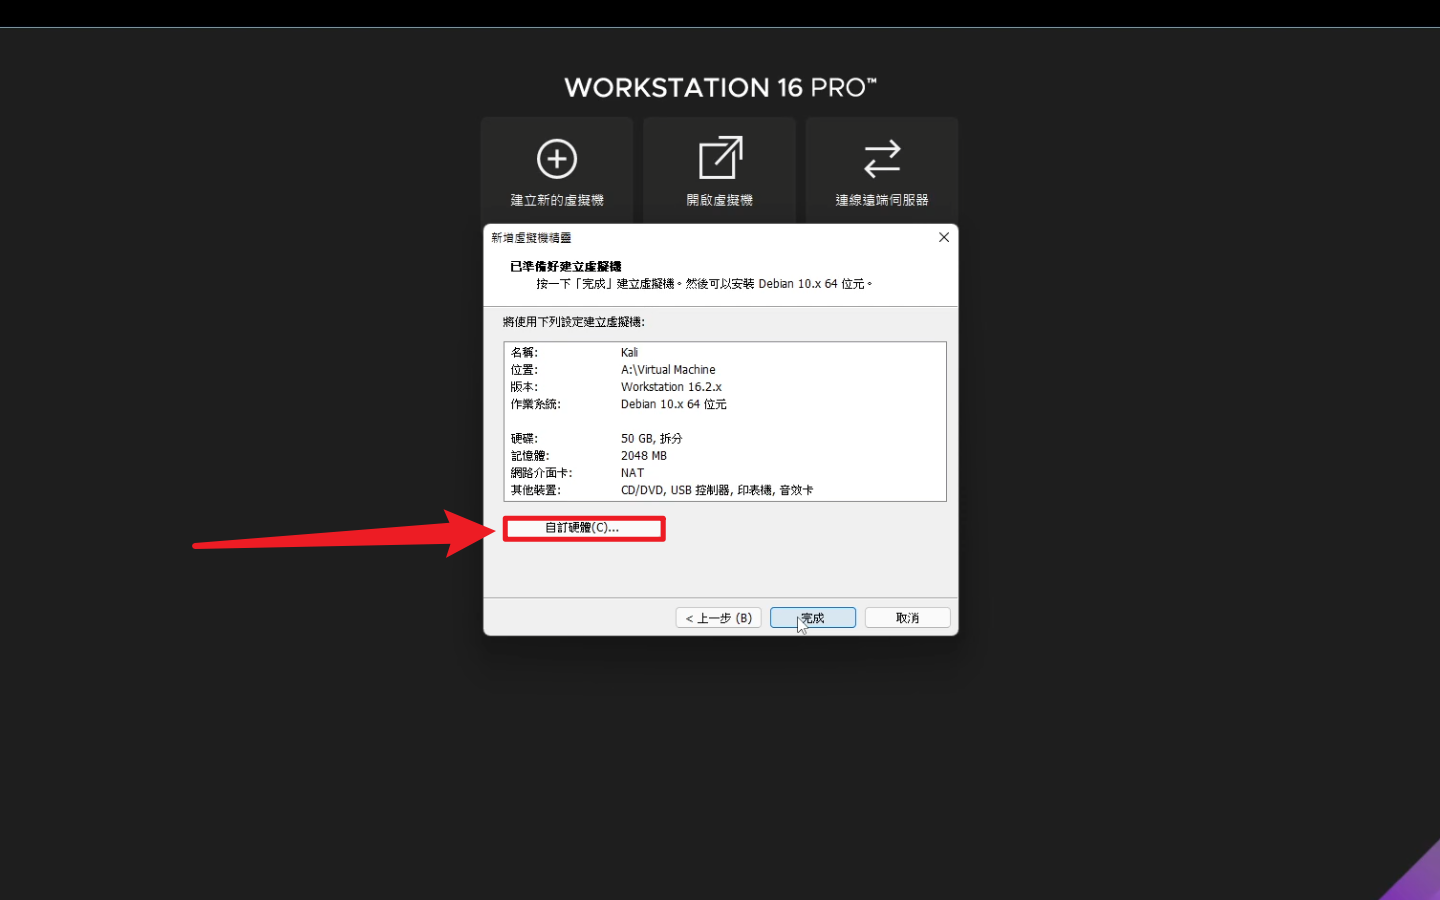 WORKSTATION 16 PRO™
建立新的虛擬機
開啟虛擬機
連線遠端伺服器
新增虛擬機精靈
已準備好建立虛擬機
按一下「完成」建立虛擬機。然後可以安裝 Debian 10.x 64 位元。
將使用下列設定建立虛擬機:
名稱: Kali
位置: A:\Virtual Machine
版本: Workstation 16.2.x
作業系統: Debian 10.x 64 位元
硬碟: 50 GB, 拆分
記憶體: 2048 MB
網路介面卡: NAT
其他裝置: CD/DVD, USB 控制器, 印表機, 音效卡
自訂硬體(C)...
< 上一步 (B)
完成
取消